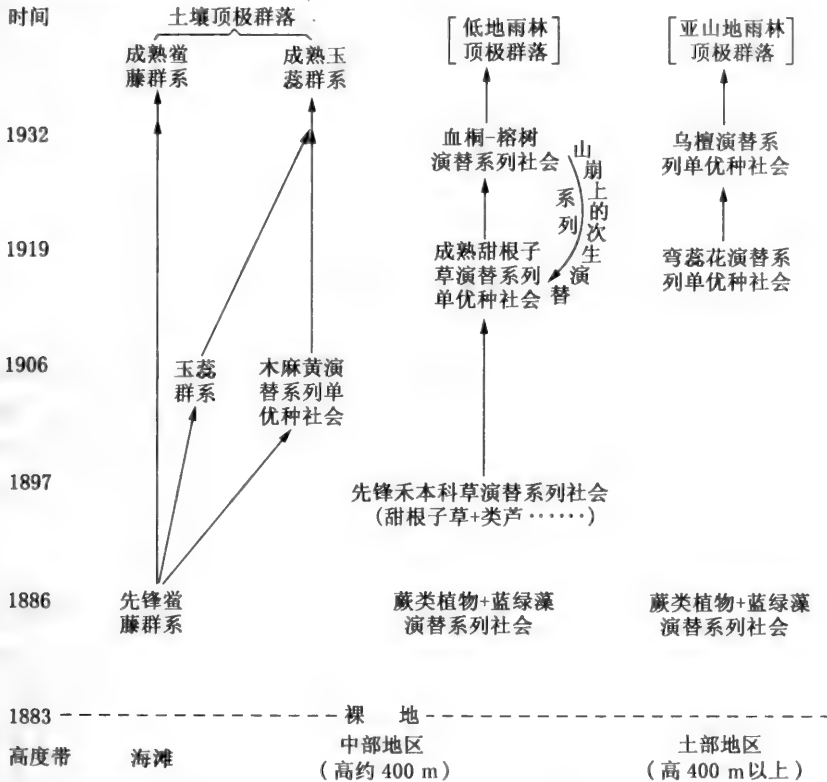 时间
土壤顶极群落
成熟鲎
藤群系
成熟玉
蕊群系
低地雨林
顶极群落
亚山地雨林
顶极群落
1932
血桐-榕树
演替系列社会
山崩上的次生演替
系列
乌檀演替系
列单优种社会
1919
成熟甜根子
草演替系列
单优种社会
弯蕊花演替系
列单优种社会
1906
玉蕊
群系
木麻黄演
替系列单
优种社会
1897
先锋禾本科草演替系列社会
(甜根子草+类芦······)
1886
先锋鲎
藤群系
蕨类植物+蓝绿藻
演替系列社会
蕨类植物+蓝绿藻
演替系列社会
1883
裸 地
高度带
海滩
中部地区
(高约 400 m)
土部地区
(高 400 m以上)